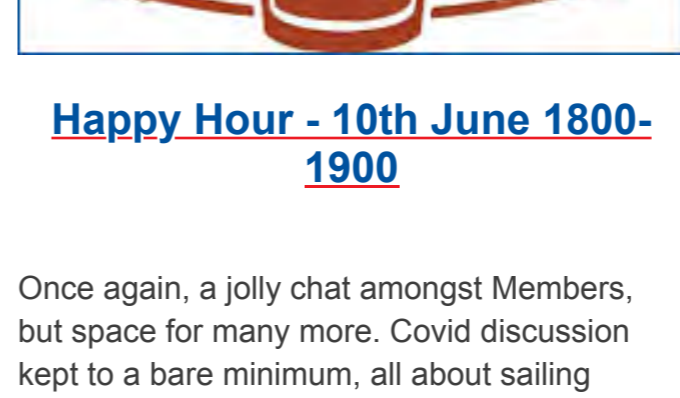 Happy Hour - 10th June 1800-
1900
Once again, a jolly chat amongst Members,
but space for many more. Covid discussion
kept to a bare minimum, all about sailing